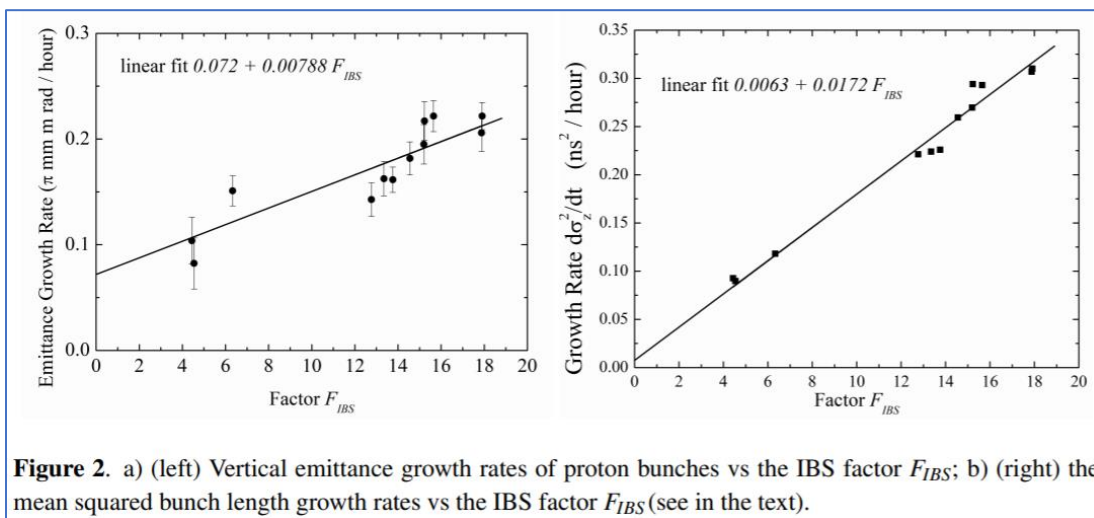 0.3
0.2
0.1
0.0
Emittance Growth Rate (π mm m rad / hour)
linear fit 0.072 + 0.00788 F_IBS
0 2 4 6 8 10 12 14 16 18 20
Factor F_IBS
0.35
0.30
0.25
0.20
0.15
0.10
0.05
0.00
Growth Rate dσ_z²/dt (ns² / hour)
linear fit 0.0063 + 0.0172 F_IBS
0 2 4 6 8 10 12 14 16 18 20
Factor F_IBS
Figure 2. a) (left) Vertical emittance growth rates of proton bunches vs the IBS factor F_IBS; b) (right) the
mean squared bunch length growth rates vs the IBS factor F_IBS(see in the text).